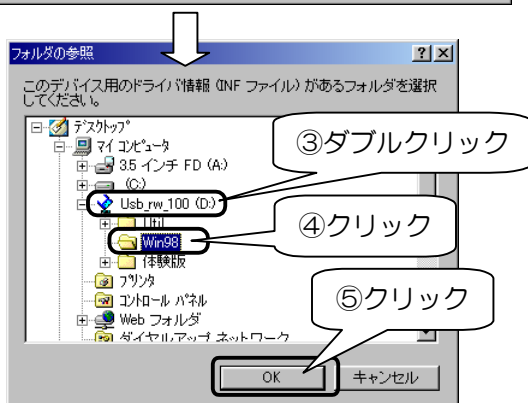 フォルダの参照
このデバイス用のドライバ情報(INF ファイル)があるフォルダを選択
してください。
デスクトップ
マイ コンピュータ
3.5 インチ FD (A:)
(C:)
Usb_rw_100 (D:)
Util
Win98
体験版
プリンタ
コントロール パネル
Web フォルダ
ダイヤルアップ ネットワーク
③ダブルクリック
④クリック
⑤クリック
OK
キャンセル